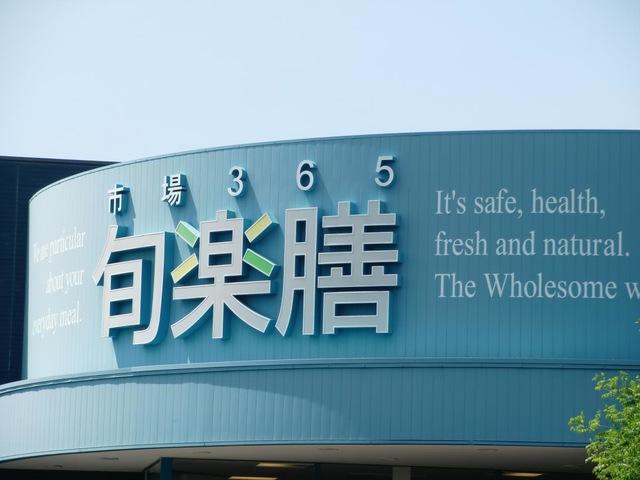 市場365
旬楽膳
We are particular
about your
everyday meal.
It's safe, health,
fresh and natural.
The Wholesome w